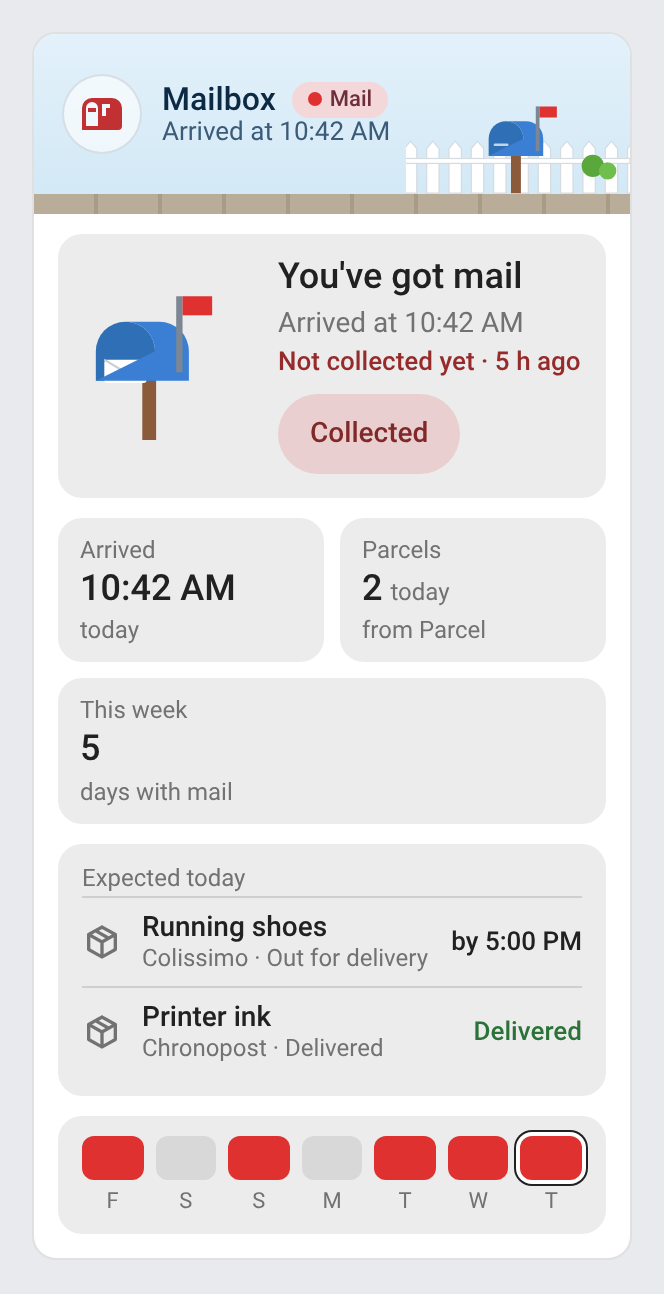 Mailbox
Mail
Arrived at 10:42 AM
You've got mail
Arrived at 10:42 AM
Not collected yet · 5 h ago
Collected
Arrived
10:42 AM
today
Parcels
2 today
from Parcel
This week
5
days with mail
Expected today
Running shoes
Colissimo · Out for delivery
by 5:00 PM
Printer ink
Chronopost · Delivered
Delivered
F S S M T W T